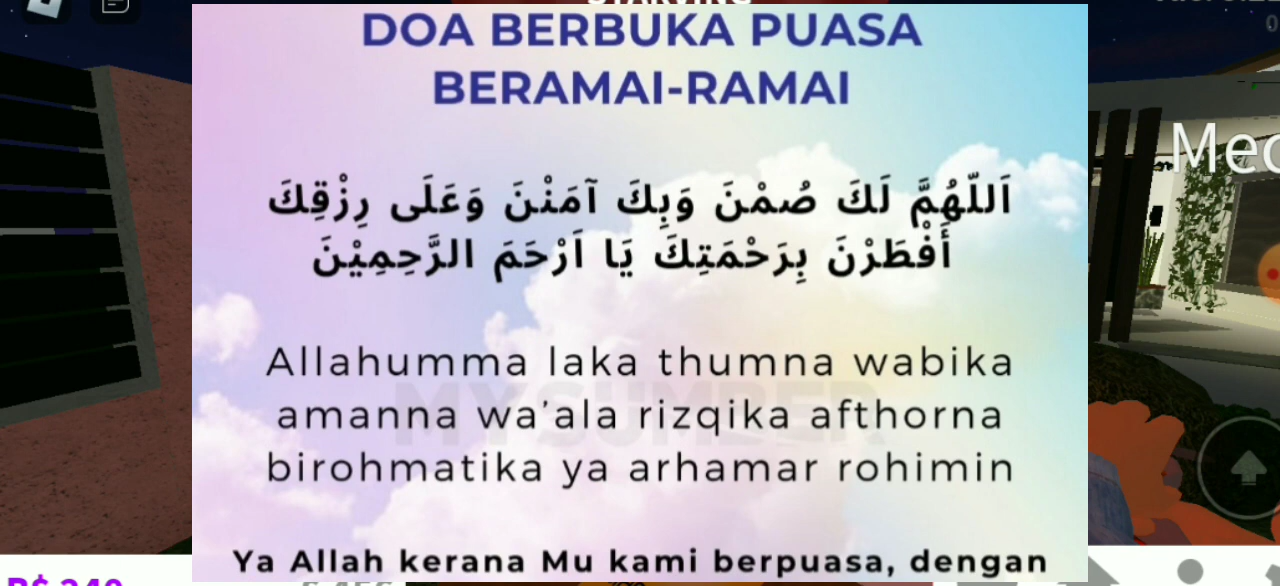 DOA BERBUKA PUASA
BERAMAI-RAMAI
اَللّهُمَّ لَكَ صُمْنَ وَبِكَ آمَنْنَ وَعَلَى رِزْقِكَ
أَفْطَرْنَ بِرَحْمَتِكَ يَا اَرْحَمَ الرَّحِمِيْنَ
Allahumma laka thumna wabika
amanna wa'ala rizqika afthorna
birohmatika ya arhamar rohimin
MYSUMBER
Ya Allah kerana Mu kami berpuasa, dengan